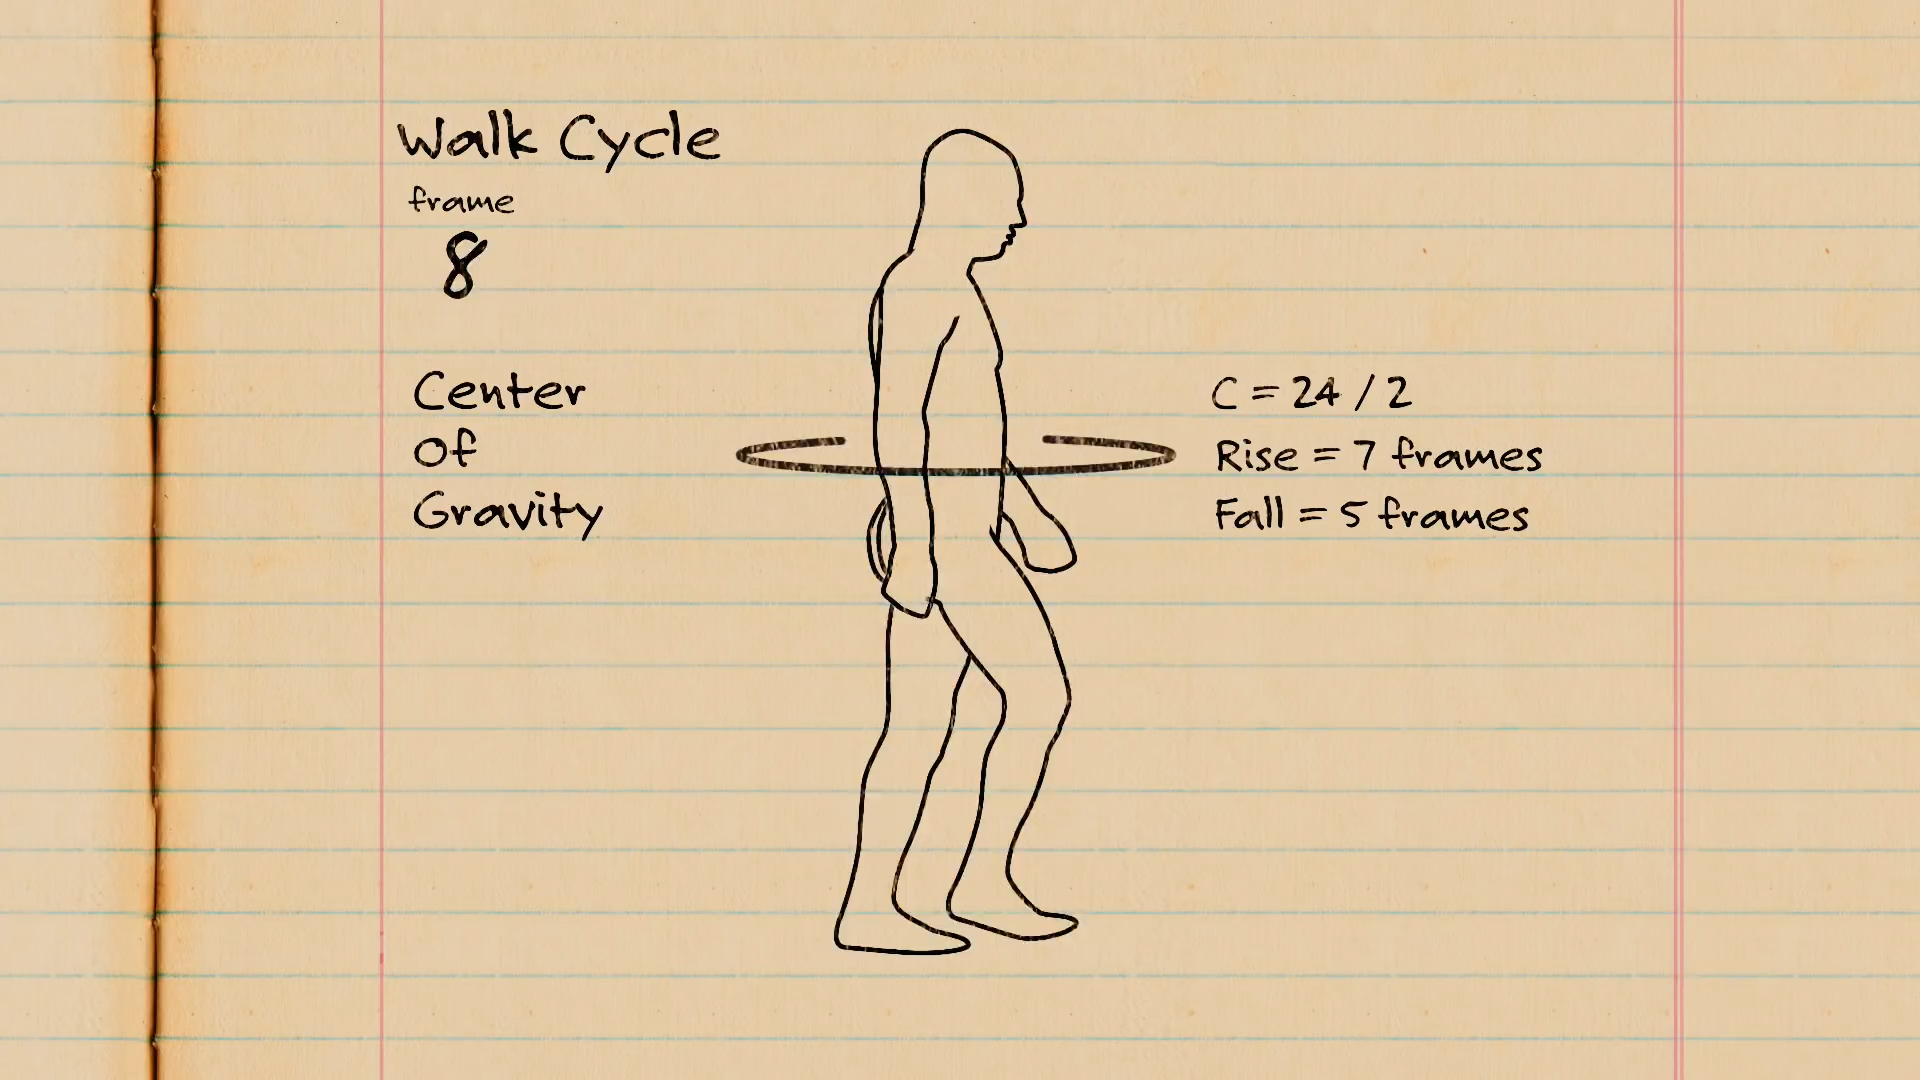 Walk Cycle
frame
8
Center
Of
Gravity
C = 24 / 2
Rise = 7 frames
Fall = 5 frames